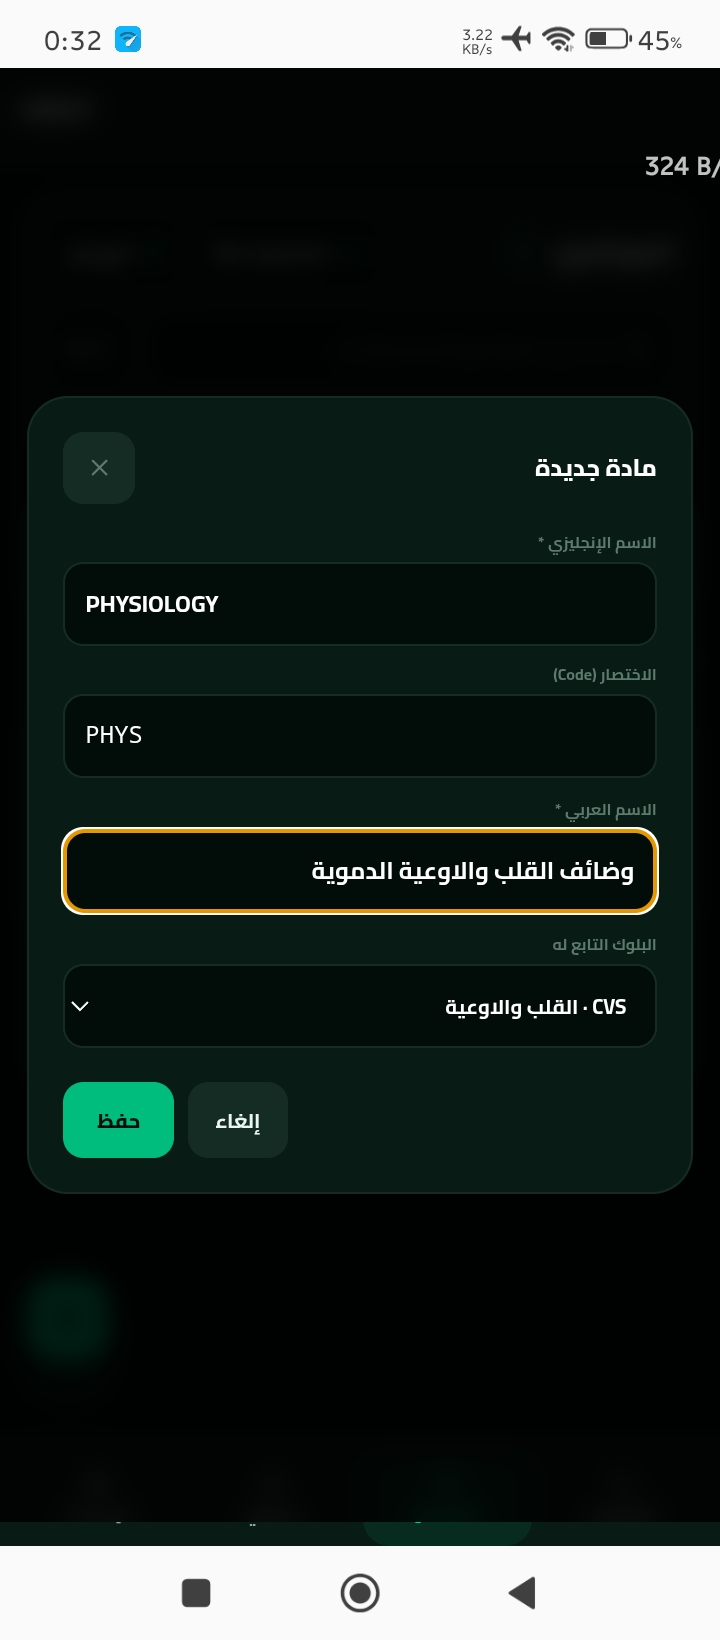 0:32
3.22
KB/s
45%
324 B/
مادة جديدة
الاسم الإنجليزي *
PHYSIOLOGY
الاختصار (Code)
PHYS
الاسم العربي *
وضائف القلب والاوعية الدموية
البلوك التابع له
CVS · القلب والاوعية
إلغاء
حفظ